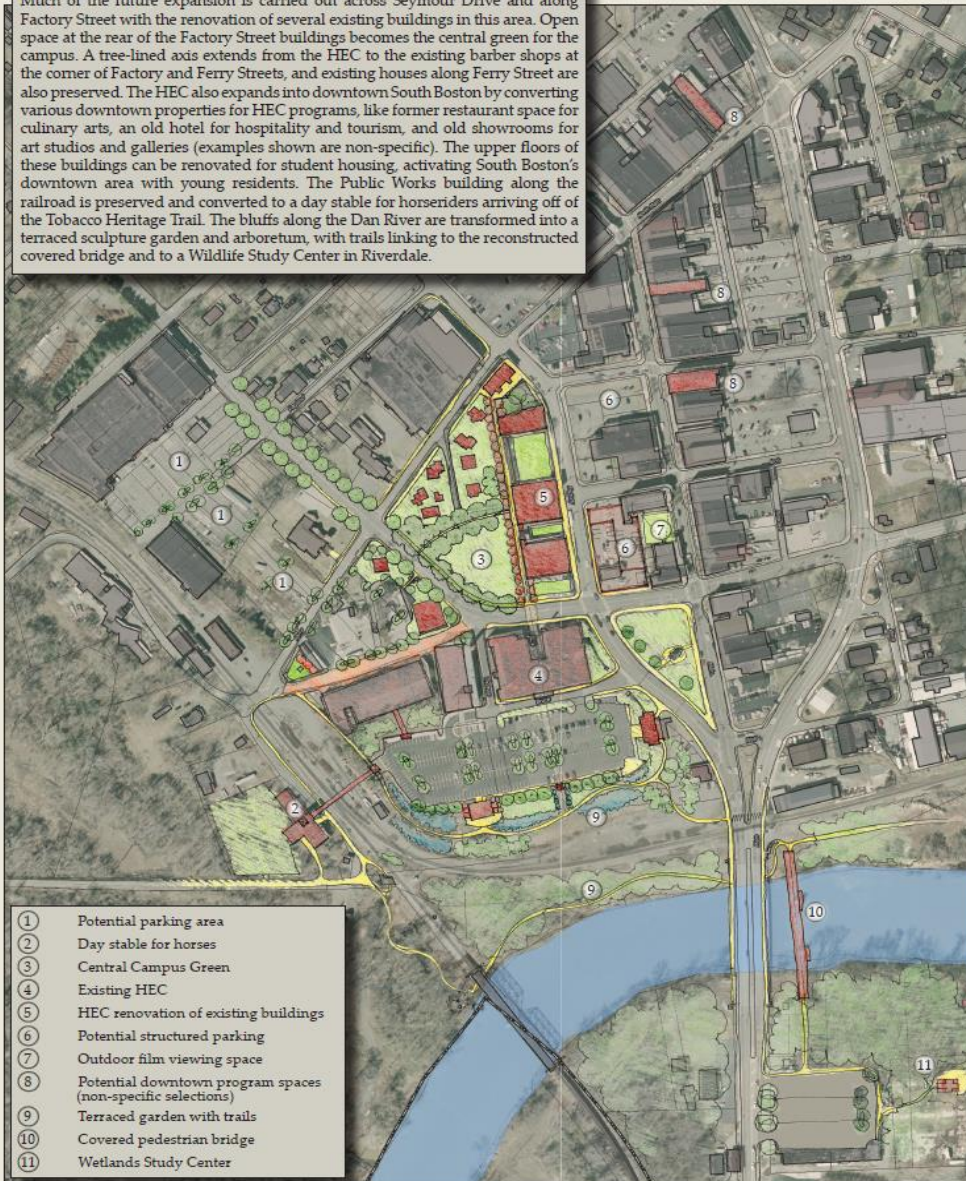 Much of the future expansion is carried out across Seymour Drive and along
Factory Street with the renovation of several existing buildings in this area. Open
space at the rear of the Factory Street buildings becomes the central green for the
campus. A tree-lined axis extends from the HEC to the existing barber shops at
the corner of Factory and Ferry Streets, and existing houses along Ferry Street are
also preserved. The HEC also expands into downtown South Boston by converting
various downtown properties for HEC programs, like former restaurant space for
culinary arts, an old hotel for hospitality and tourism, and old showrooms for
art studios and galleries (examples shown are non-specific). The upper floors of
these buildings can be renovated for student housing, activating South Boston's
downtown area with young residents. The Public Works building along the
railroad is preserved and converted to a day stable for horseriders arriving off of
the Tobacco Heritage Trail. The bluffs along the Dan River are transformed into a
terraced sculpture garden and arboretum, with trails linking to the reconstructed
covered bridge and to a Wildlife Study Center in Riverdale.
8
8
8
6
1
1
5
7
6
3
1
4
2
9
9
10
11
1 Potential parking area
2 Day stable for horses
3 Central Campus Green
4 Existing HEC
5 HEC renovation of existing buildings
6 Potential structured parking
7 Outdoor film viewing space
8 Potential downtown program spaces
(non-specific selections)
9 Terraced garden with trails
10 Covered pedestrian bridge
11 Wetlands Study Center